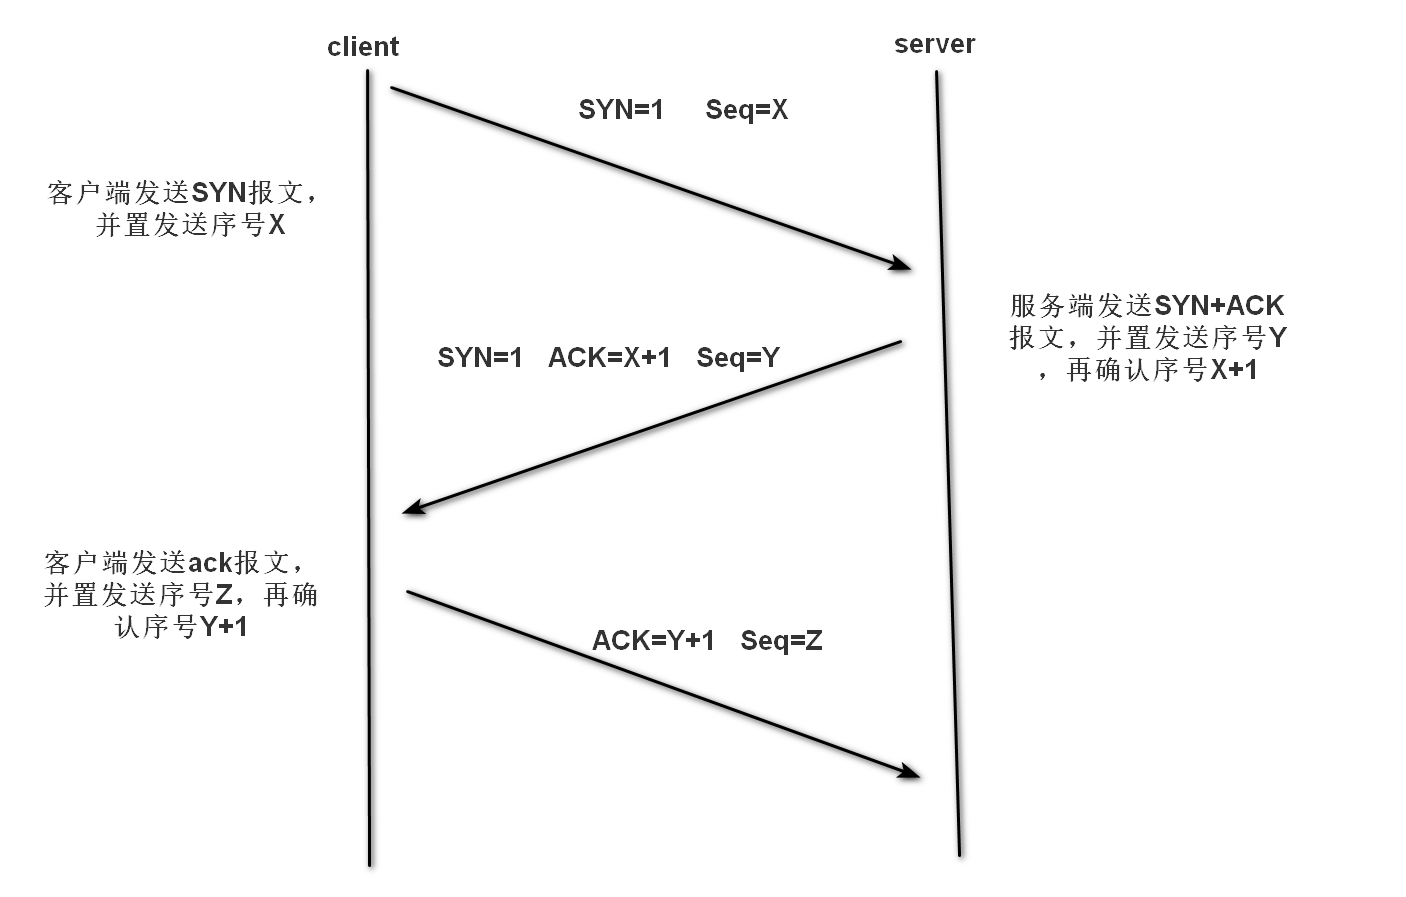 client
server
SYN=1 Seq=X
客户端发送SYN报文，
并置发送序号X
服务端发送SYN+ACK
报文，并置发送序号Y
，再确认序号X+1
SYN=1 ACK=X+1 Seq=Y
客户端发送ack报文，
并置发送序号Z，再确
认序号Y+1
ACK=Y+1 Seq=Z